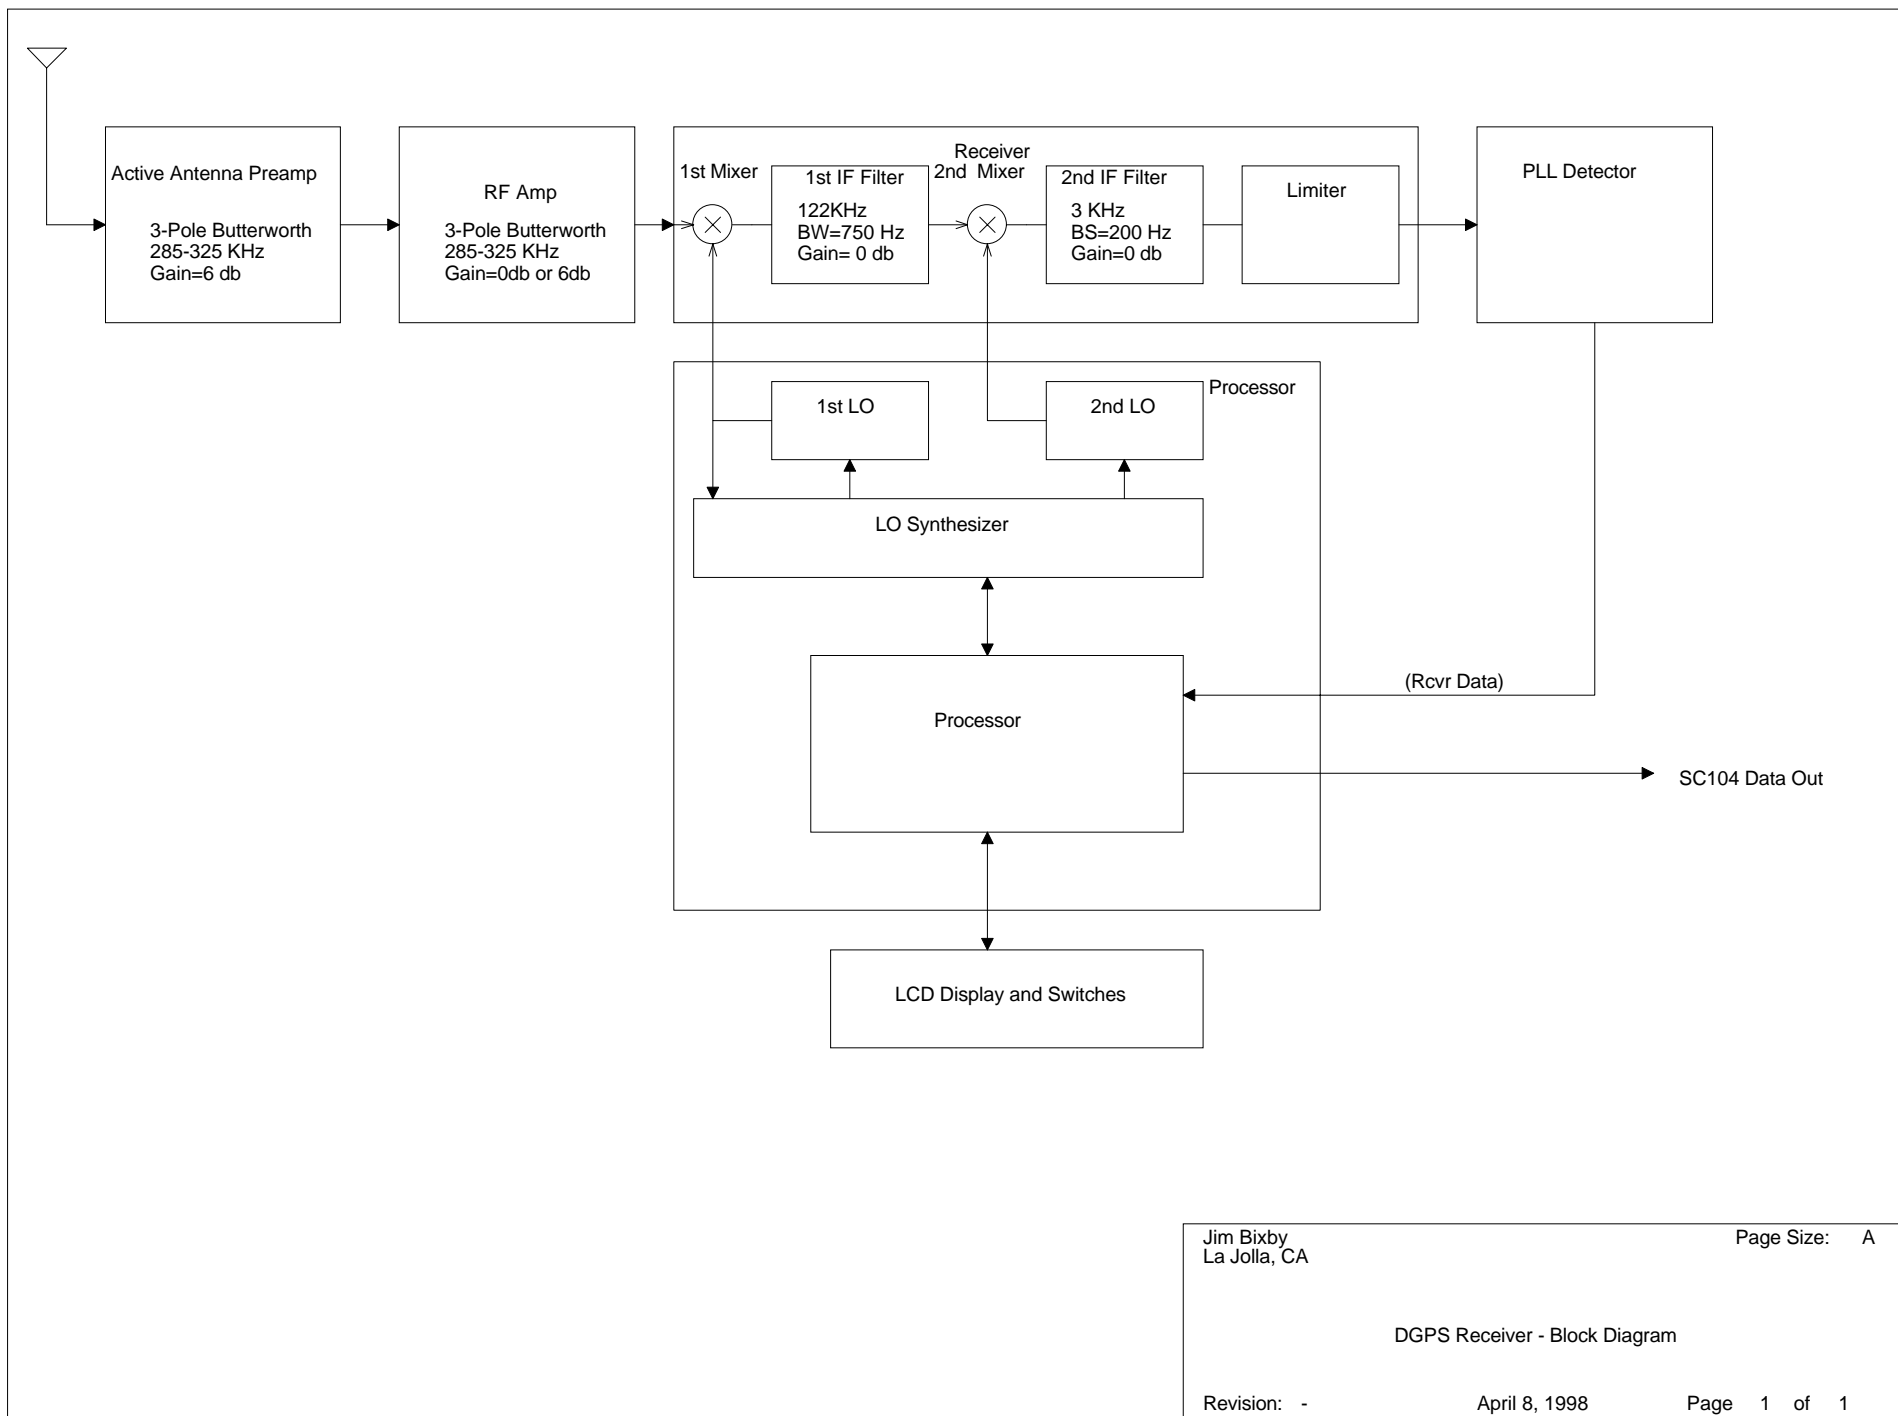 Active Antenna Preamp
3-Pole Butterworth
285-325 KHz
Gain=6 db
RF Amp
3-Pole Butterworth
285-325 KHz
Gain=0db or 6db
Receiver
1st Mixer
1st IF Filter
122KHz
BW=750 Hz
Gain= 0 db
2nd Mixer
2nd IF Filter
3 KHz
BS=200 Hz
Gain=0 db
Limiter
PLL Detector
Processor
1st LO
2nd LO
LO Synthesizer
(Rcvr Data)
Processor
SC104 Data Out
LCD Display and Switches
Jim Bixby
La Jolla, CA
Page Size: A
DGPS Receiver - Block Diagram
Revision: - April 8, 1998 Page 1 of 1